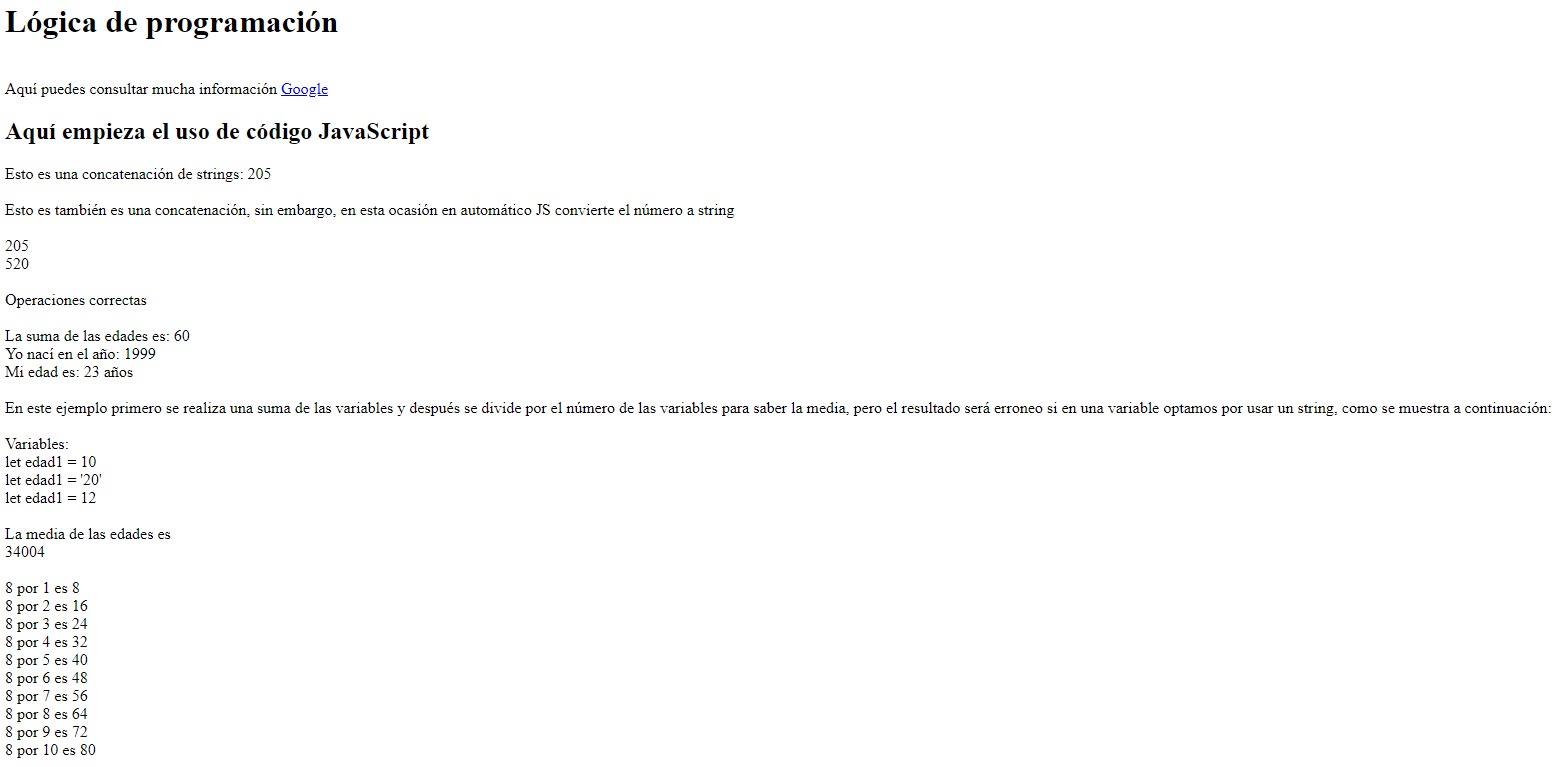 Lógica de programación
Aquí puedes consultar mucha información Google
Aquí empieza el uso de código JavaScript
Esto es una concatenación de strings: 205
Esto es también es una concatenación, sin embargo, en esta ocasión en automático JS convierte el número a string
205
520
Operaciones correctas
La suma de las edades es: 60
Yo nací en el año: 1999
Mi edad es: 23 años
En este ejemplo primero se realiza una suma de las variables y después se divide por el número de las variables para saber la media, pero el resultado será erroneo si en una variable optamos por usar un string, como se muestra a continuación:
Variables:
let edad1 = 10
let edad1 = '20'
let edad1 = 12
La media de las edades es
34004
8 por 1 es 8
8 por 2 es 16
8 por 3 es 24
8 por 4 es 32
8 por 5 es 40
8 por 6 es 48
8 por 7 es 56
8 por 8 es 64
8 por 9 es 72
8 por 10 es 80